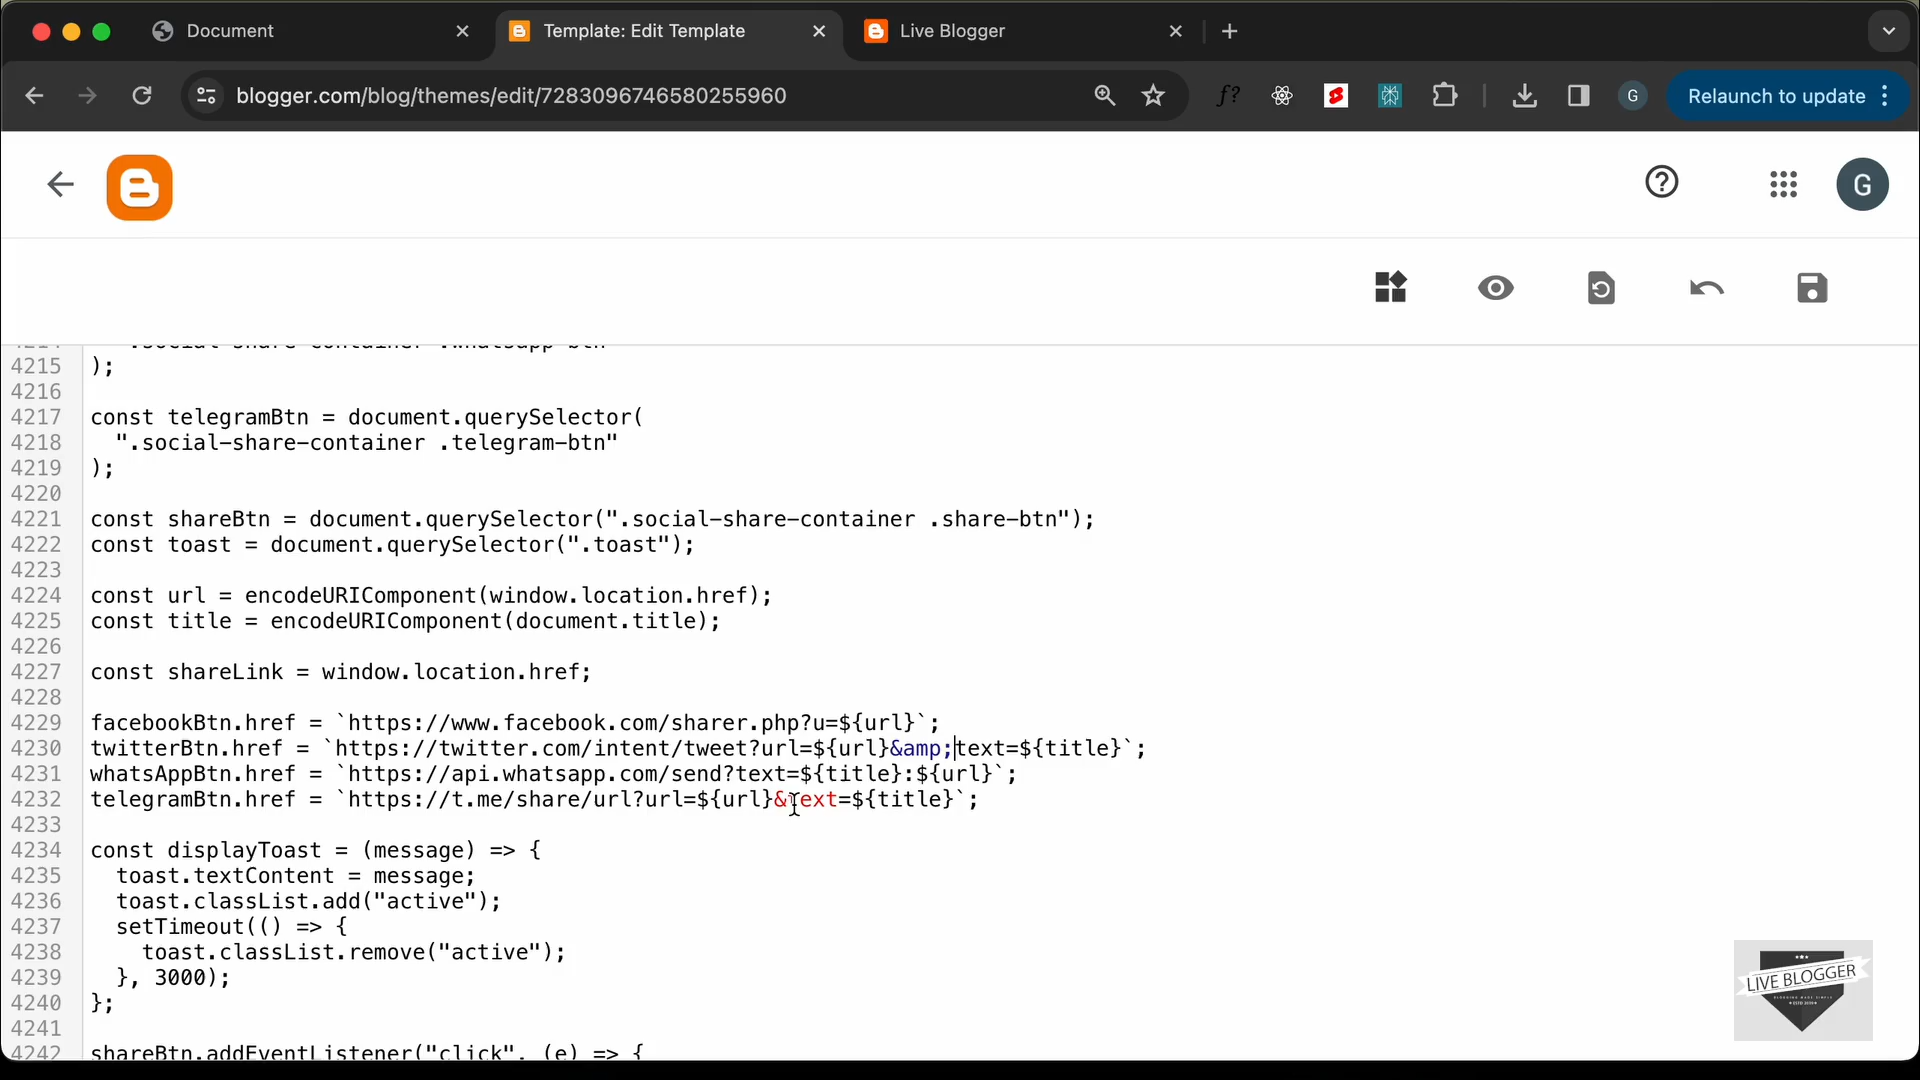 Document
Template: Edit Template
Live Blogger
blogger.com/blog/themes/edit/7283096746580255960
f?
G
Relaunch to update
G
4215 );
4216
4217 const telegramBtn = document.querySelector(
4218 ".social-share-container .telegram-btn"
4219 );
4220
4221 const shareBtn = document.querySelector(".social-share-container .share-btn");
4222 const toast = document.querySelector(".toast");
4223
4224 const url = encodeURIComponent(window.location.href);
4225 const title = encodeURIComponent(document.title);
4226
4227 const shareLink = window.location.href;
4228
4229 facebookBtn.href = `https://www.facebook.com/sharer.php?u=${url}`;
4230 twitterBtn.href = `https://twitter.com/intent/tweet?url=${url}&amp;text=${title}`;
4231 whatsAppBtn.href = `https://api.whatsapp.com/send?text=${title}:${url}`;
4232 telegramBtn.href = `https://t.me/share/url?url=${url}&text=${title}`;
4233
4234 const displayToast = (message) => {
4235 toast.textContent = message;
4236 toast.classList.add("active");
4237 setTimeout(() => {
4238 toast.classList.remove("active");
4239 }, 3000);
4240 };
4241
4242 shareBtn.addEventListener("click", (e) => {
LIVE BLOGGER